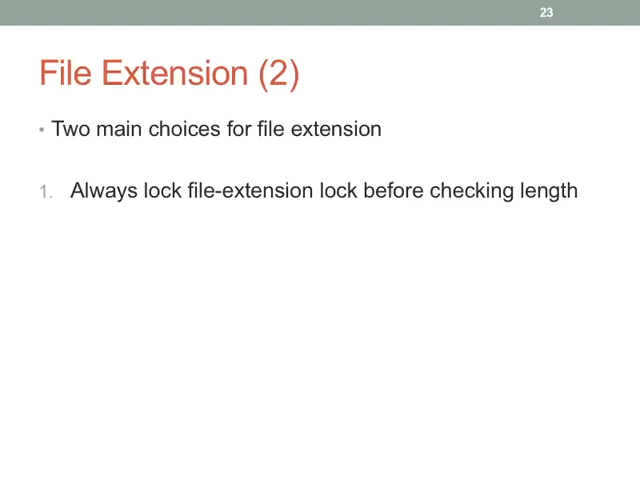 23
File Extension (2)
• Two main choices for file extension
1. Always lock file-extension lock before checking length